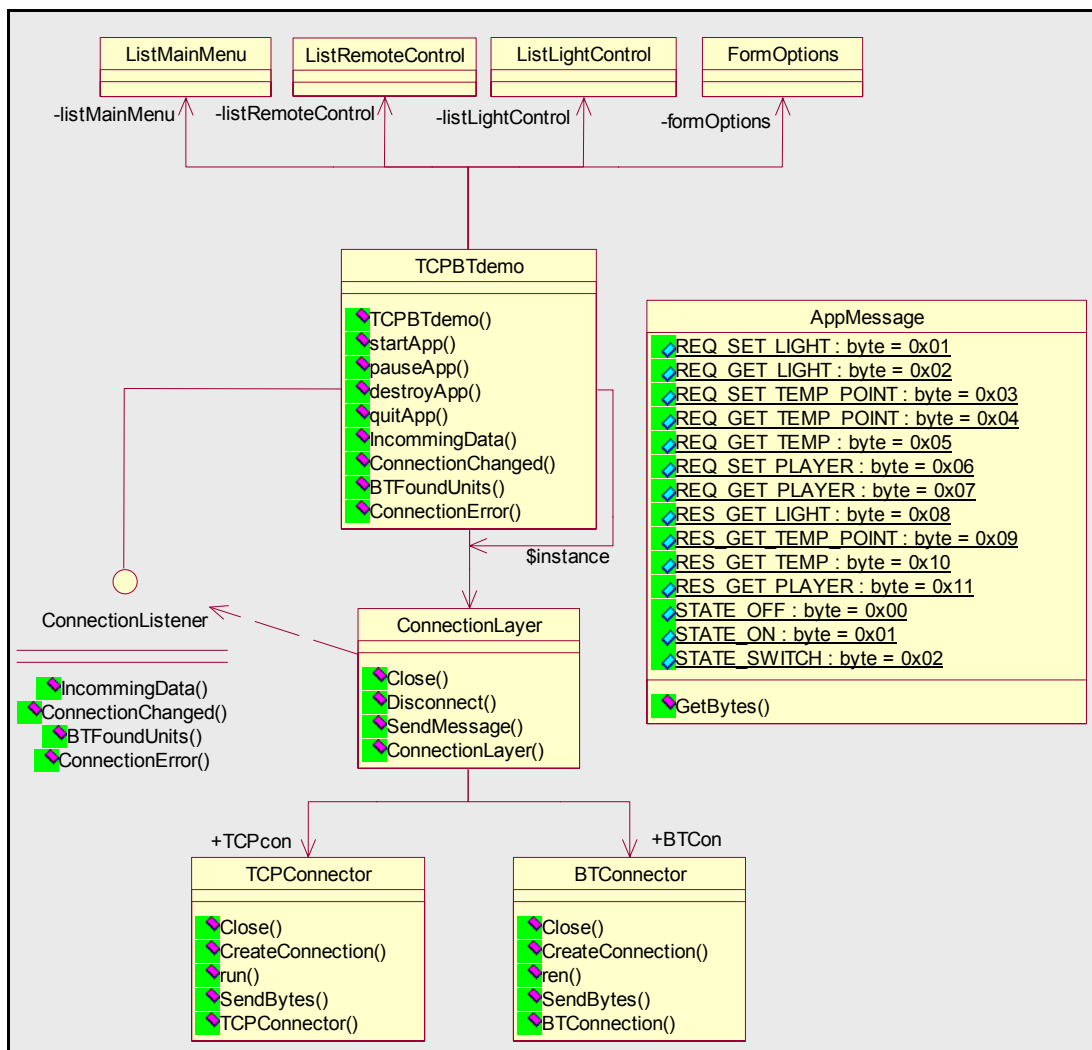 ListMainMenu
ListRemoteControl
ListLightControl
FormOptions
-listMainMenu
-listRemoteControl
-listLightControl
-formOptions
TCPBTdemo
TCPBTdemo()
startApp()
pauseApp()
destroyApp()
quitApp()
IncommingData()
ConnectionChanged()
BTFoundUnits()
ConnectionError()
$instance
AppMessage
REQ_SET_LIGHT : byte = 0x01
REQ_GET_LIGHT : byte = 0x02
REQ_SET_TEMP_POINT : byte = 0x03
REQ_GET_TEMP_POINT : byte = 0x04
REQ_GET_TEMP : byte = 0x05
REQ_SET_PLAYER : byte = 0x06
REQ_GET_PLAYER : byte = 0x07
RES_GET_LIGHT : byte = 0x08
RES_GET_TEMP_POINT : byte = 0x09
RES_GET_TEMP : byte = 0x10
RES_GET_PLAYER : byte = 0x11
STATE_OFF : byte = 0x00
STATE_ON : byte = 0x01
STATE_SWITCH : byte = 0x02
GetBytes()
ConnectionListener
IncommingData()
ConnectionChanged()
BTFoundUnits()
ConnectionError()
ConnectionLayer
Close()
Disconnect()
SendMessage()
ConnectionLayer()
+TCPcon
+BTCon
TCPConnector
Close()
CreateConnection()
run()
SendBytes()
TCPConnector()
BTConnector
Close()
CreateConnection()
ren()
SendBytes()
BTConnection()